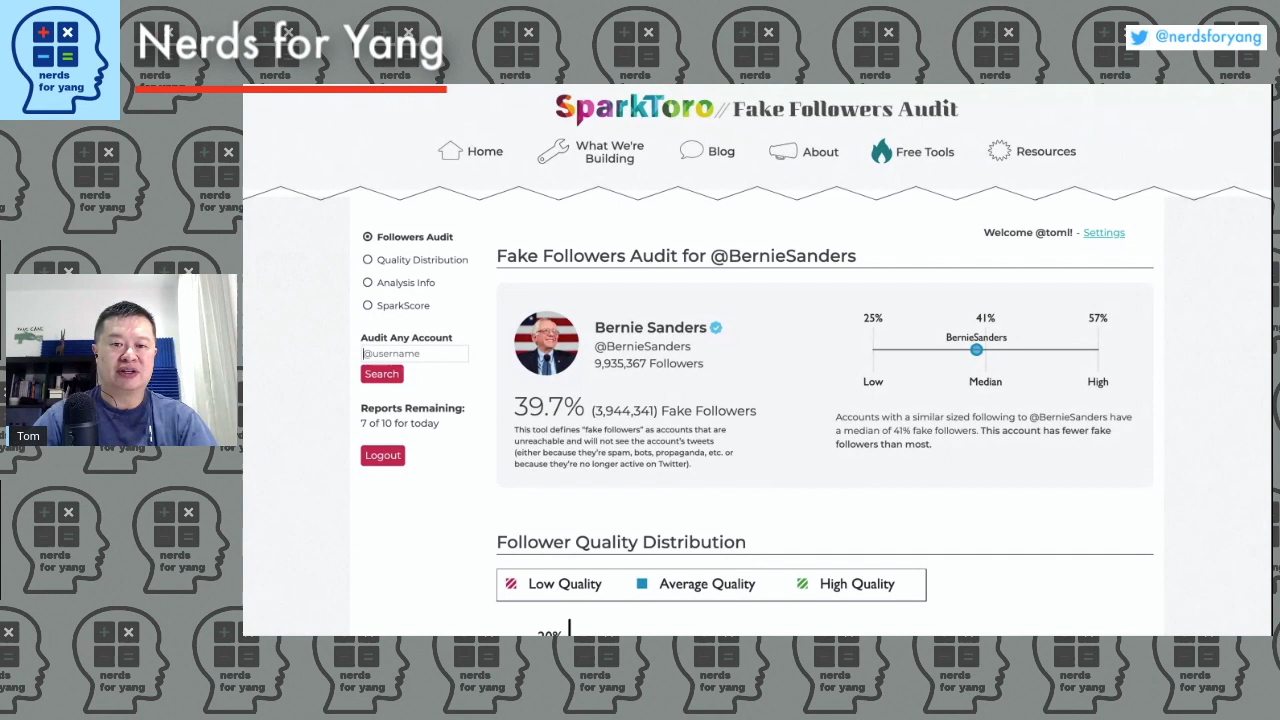 nerds
for yang
Nerds for Yang
@nerdsforyang
SparkToro // Fake Followers Audit
Home
What We're
Building
Blog
About
Free Tools
Resources
Welcome @toml! - Settings
Followers Audit
Quality Distribution
Analysis Info
SparkScore
Audit Any Account
@username
Search
Reports Remaining:
7 of 10 for today
Logout
Fake Followers Audit for @BernieSanders
Bernie Sanders
@BernieSanders
9,935,367 Followers
39.7% (3,944,341) Fake Followers
This tool defines "fake followers" as accounts that are
unreachable and will not see the account's tweets
(either because they're spam, bots, propaganda, etc. or
because they're no longer active on Twitter).
25% 41% 57%
BernieSanders
Low Median High
Accounts with a similar sized following to @BernieSanders have
a median of 41% fake followers. This account has fewer fake
followers than most.
Follower Quality Distribution
Low Quality Average Quality High Quality
20%
Tom